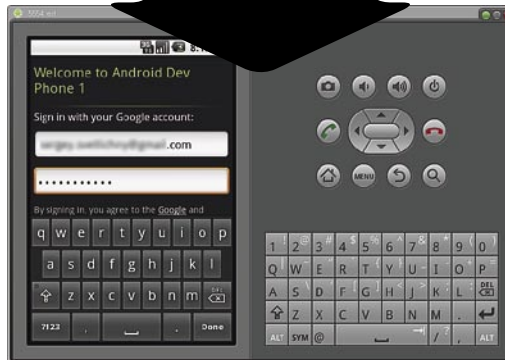 Welcome to Android Dev
Phone 1
Sign in with your Google account:
.com
By signing in, you agree to the Google and
q w e r t y u i o p
a s d f g h j k l
z x c v b n m DEL
?123 , . Done
MENU
1 ! 2 @ 3 # 4 $ 5 % 6 ^ 7 & 8 * 9 ( 0 )
Q W E R T Y U I O P
A S D F G H J K L DEL
Z X C V B N M .
ALT SYM @ / ? , ALT